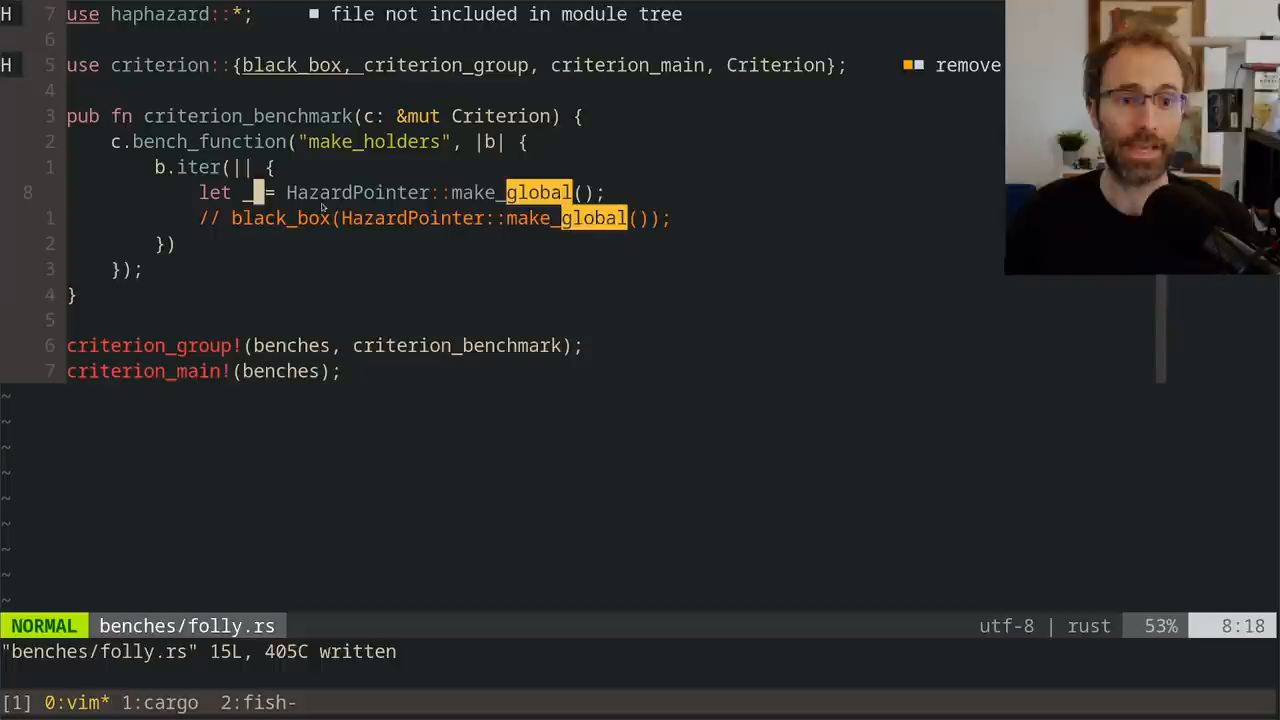 H 7 use haphazard::*; ■ file not included in module tree
6
H 5 use criterion::{black_box, criterion_group, criterion_main, Criterion}; ■■ remove
4
3 pub fn criterion_benchmark(c: &mut Criterion) {
2 c.bench_function("make_holders", |b| {
1 b.iter(|| {
8 let _ = HazardPointer::make_global();
1 // black_box(HazardPointer::make_global());
2 })
3 });
4 }
5
6 criterion_group!(benches, criterion_benchmark);
7 criterion_main!(benches);
~
~
~
~
~
~
~
~
~
NORMAL benches/folly.rs utf-8 | rust 53% 8:18
"benches/folly.rs" 15L, 405C written
[1] 0:vim* 1:cargo 2:fish-